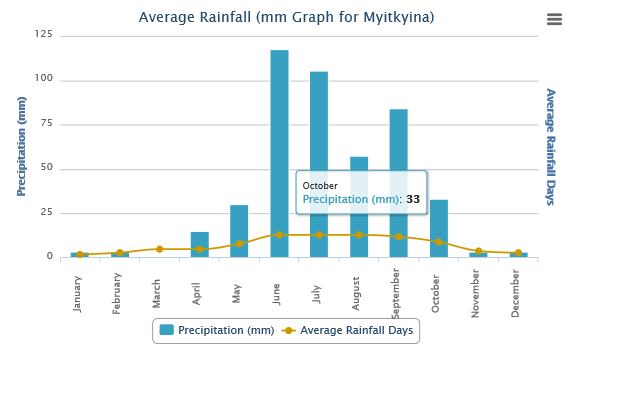 Average Rainfall (mm Graph for Myitkyina)
125
100
75
50
25
0
Precipitation (mm)
Average Rainfall Days
October
Precipitation (mm): 33
January
February
March
April
May
June
July
August
September
October
November
December
Precipitation (mm)
Average Rainfall Days